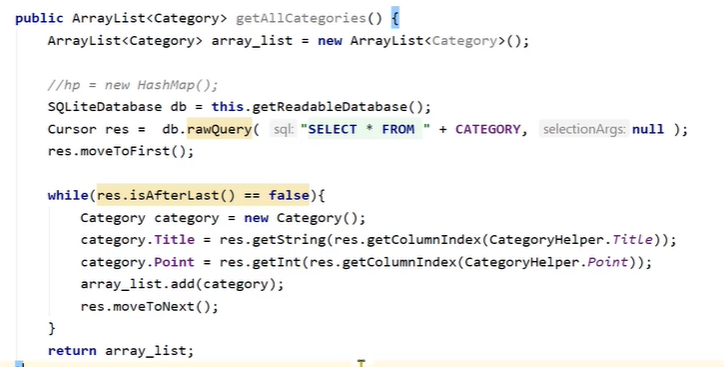 public ArrayList<Category> getAllCategories() {
ArrayList<Category> array_list = new ArrayList<Category>();
//hp = new HashMap();
SQLiteDatabase db = this.getReadableDatabase();
Cursor res =  db.rawQuery( sql: "SELECT * FROM " + CATEGORY, selectionArgs: null );
res.moveToFirst();
while(res.isAfterLast() == false){
Category category = new Category();
category.Title = res.getString(res.getColumnIndex(CategoryHelper.Title));
category.Point = res.getInt(res.getColumnIndex(CategoryHelper.Point));
array_list.add(category);
res.moveToNext();
}
return array_list;